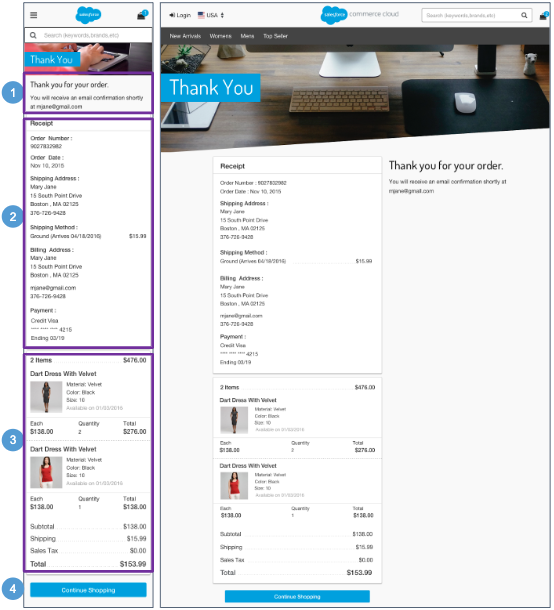 salesforce
2
Search (keywords,brands,etc)
Thank You
1
Thank you for your order.
You will receive an email confirmation shortly
at mjane@gmail.com
2
Receipt
Order Number :
9027832982
Order Date :
Nov 10, 2015
Shipping Address :
Mary Jane
15 South Point Drive
Boston , MA 02125
376-726-9428
Shipping Method :
Ground (Arrives 04/18/2016) $15.99
Billing Address :
Mary Jane
15 South Point Drive
Boston , MA 02125
mjane@gmail.com
376-726-9428
Payment :
Credit Visa
**** **** **** 4215
Ending 03/19
3
2 Items $476.00
Dart Dress With Velvet
Material: Velvet
Color: Black
Size: 10
Available on 01/03/2016
Each Quantity Total
$138.00 2 $276.00
Dart Dress With Velvet
Material: Velvet
Color: Black
Size: 10
Available on 01/03/2016
Each Quantity Total
$138.00 1 $138.00
Subtotal $138.00
Shipping $15.99
Sales Tax $0.00
Total $153.99
4
Continue Shopping
Login USA salesforce commerce cloud Search (keywords,brands,etc) 2
New Arrivals Womens Mens Top Seller
Thank You
Receipt
Order Number : 9027832982
Order Date : Nov 10, 2015
Shipping Address :
Mary Jane
15 South Point Drive
Boston , MA 02125
376-726-9428
Shipping Method :
Ground (Arrives 04/18/2016) $15.99
Billing Address :
Mary Jane
15 South Point Drive
Boston , MA 02125
mjane@gmail.com
376-726-9428
Payment :
Credit Visa
**** **** **** 4215
Ending 03/19
Thank you for your order.
You will receive an email confirmation shortly at
mjane@gmail.com
2 Items $476.00
Dart Dress With Velvet
Material: Velvet
Color: Black
Size: 10
Available on 01/03/2016
Each Quantity Total
$138.00 2 $276.00
Dart Dress With Velvet
Material: Velvet
Color: Black
Size: 10
Available on 01/03/2016
Each Quantity Total
$138.00 1 $138.00
Subtotal $138.00
Shipping $15.99
Sales Tax $0.00
Total $153.99
Continue Shopping